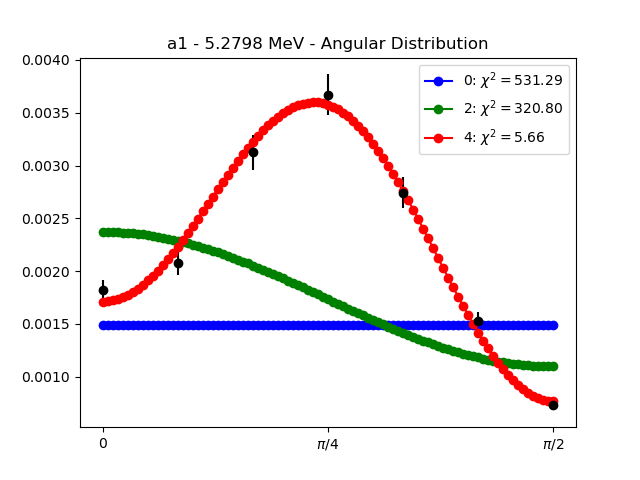 a1 - 5.2798 MeV - Angular Distribution
0.0040
0.0035
0.0030
0.0025
0.0020
0.0015
0.0010
0: χ² = 531.29
2: χ² = 320.80
4: χ² = 5.66
0
π/4
π/2